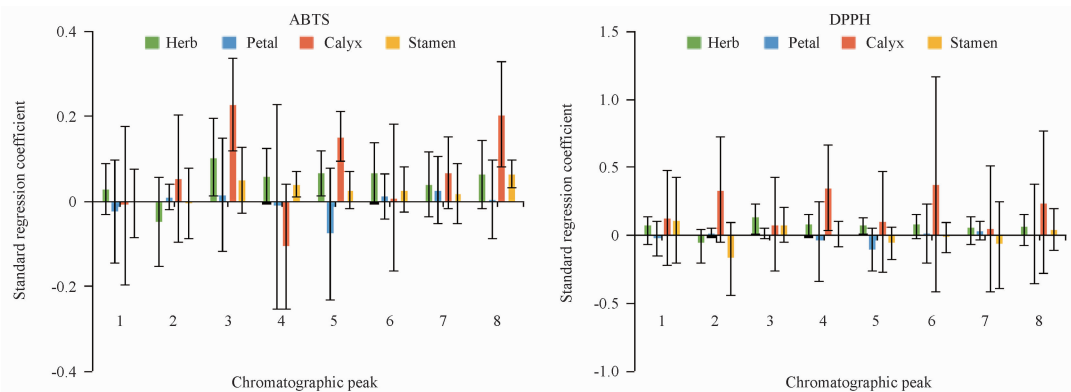 ABTS
Herb Petal Calyx Stamen
0.4
0.2
0
-0.2
-0.4
Standard regression coefficient
1 2 3 4 5 6 7 8
Chromatographic peak
DPPH
Herb Petal Calyx Stamen
1.5
1.0
0.5
0
-0.5
-1.0
Standard regression coefficient
1 2 3 4 5 6 7 8
Chromatographic peak